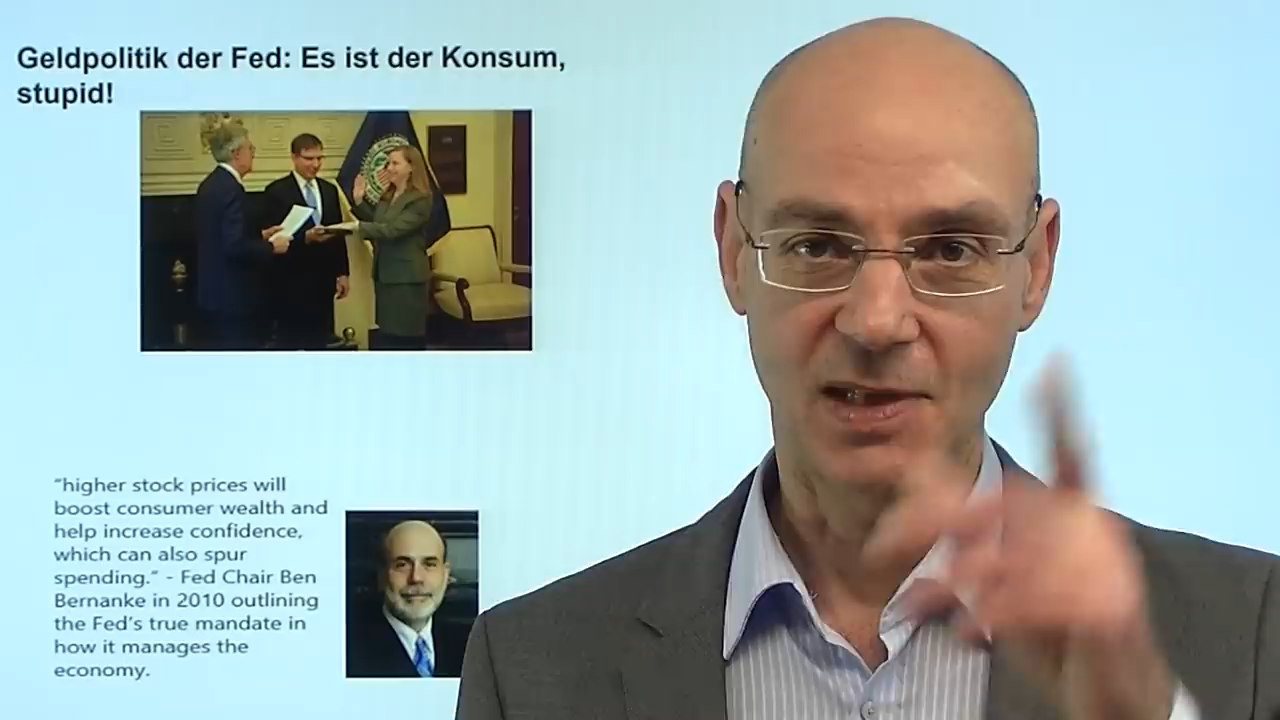 Geldpolitik der Fed: Es ist der Konsum,
stupid!
"higher stock prices will
boost consumer wealth and
help increase confidence,
which can also spur
spending." - Fed Chair Ben
Bernanke in 2010 outlining
the Fed's true mandate in
how it manages the
economy.